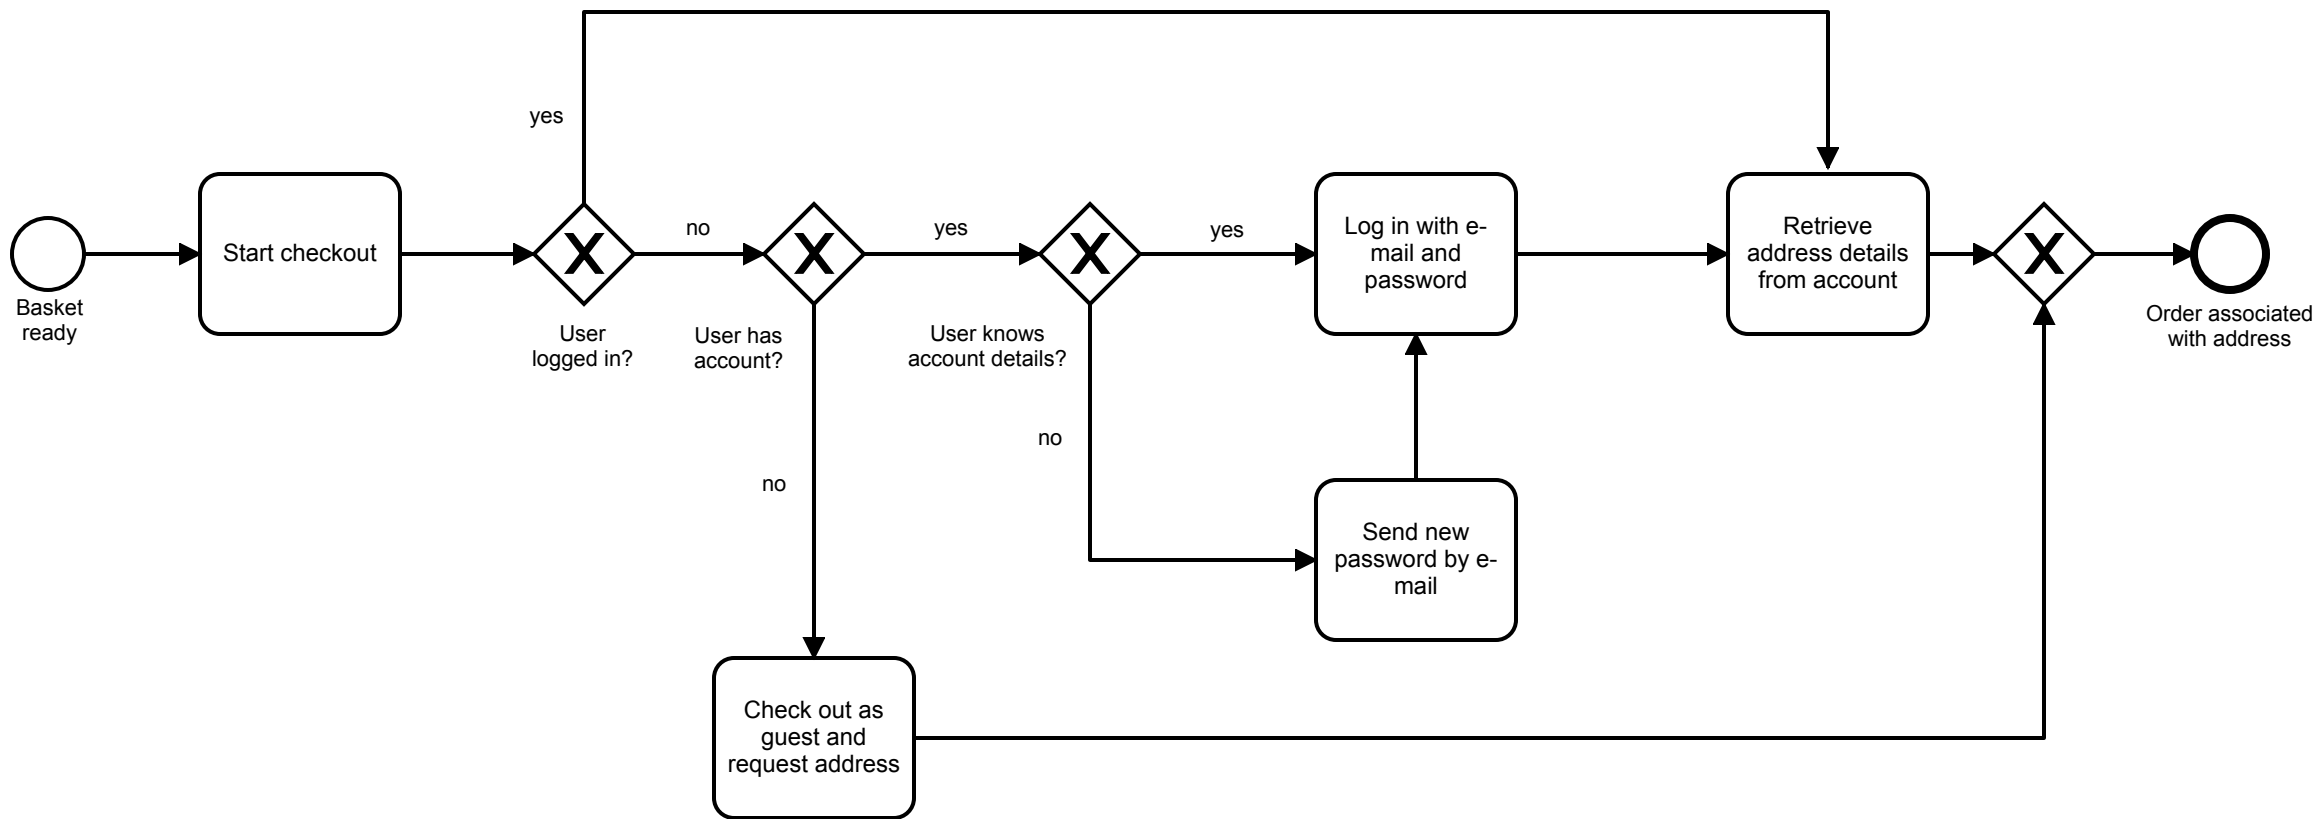 yes
Start checkout
Basket
ready
X
User
logged in?
no
X
User has
account?
yes
X
User knows
account details?
yes
Log in with e-
mail and
password
Retrieve
address details
from account
X
Order associated
with address
no
no
Send new
password by e-
mail
Check out as
guest and
request address